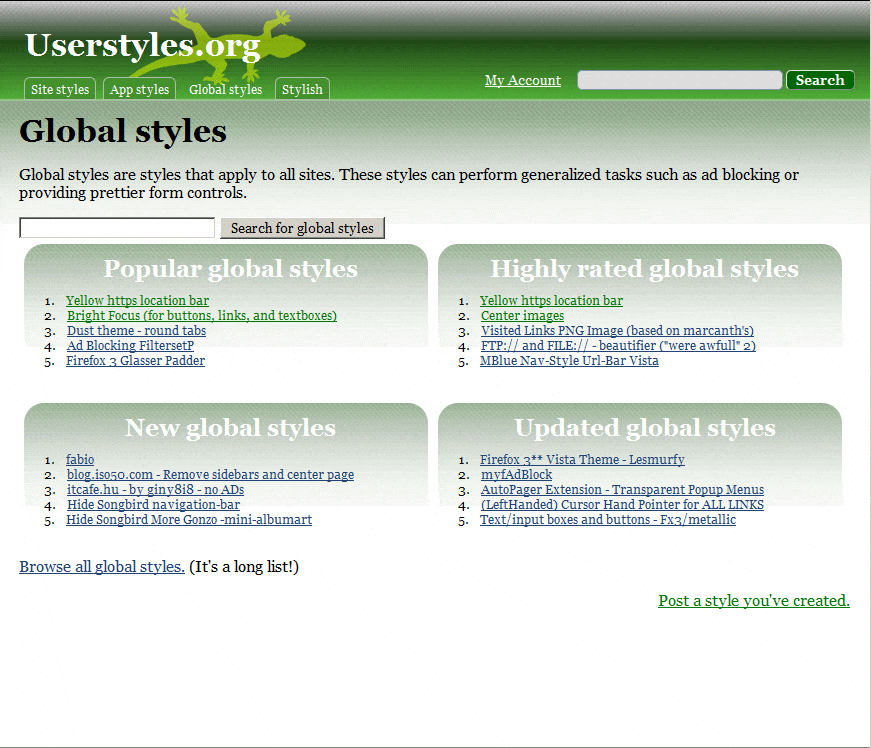 Userstyles.org
Site styles
App styles
Global styles
Stylish
My Account
Search
Global styles
Global styles are styles that apply to all sites. These styles can perform generalized tasks such as ad blocking or
providing prettier form controls.
Search for global styles
Popular global styles
1. Yellow https location bar
2. Bright Focus (for buttons, links, and textboxes)
3. Dust theme - round tabs
4. Ad Blocking FiltersetP
5. Firefox 3 Glasser Padder
Highly rated global styles
1. Yellow https location bar
2. Center images
3. Visited Links PNG Image (based on marcanth's)
4. FTP:// and FILE:// - beautifier ("were awfull" 2)
5. MBlue Nav-Style Url-Bar Vista
New global styles
1. fabio
2. blog.iso50.com - Remove sidebars and center page
3. itcafe.hu - by giny8i8 - no ADs
4. Hide Songbird navigation-bar
5. Hide Songbird More Gonzo -mini-albumart
Updated global styles
1. Firefox 3** Vista Theme - Lesmurfy
2. myfAdBlock
3. AutoPager Extension - Transparent Popup Menus
4. (LeftHanded) Cursor Hand Pointer for ALL LINKS
5. Text/input boxes and buttons - Fx3/metallic
Browse all global styles. (It's a long list!)
Post a style you've created.